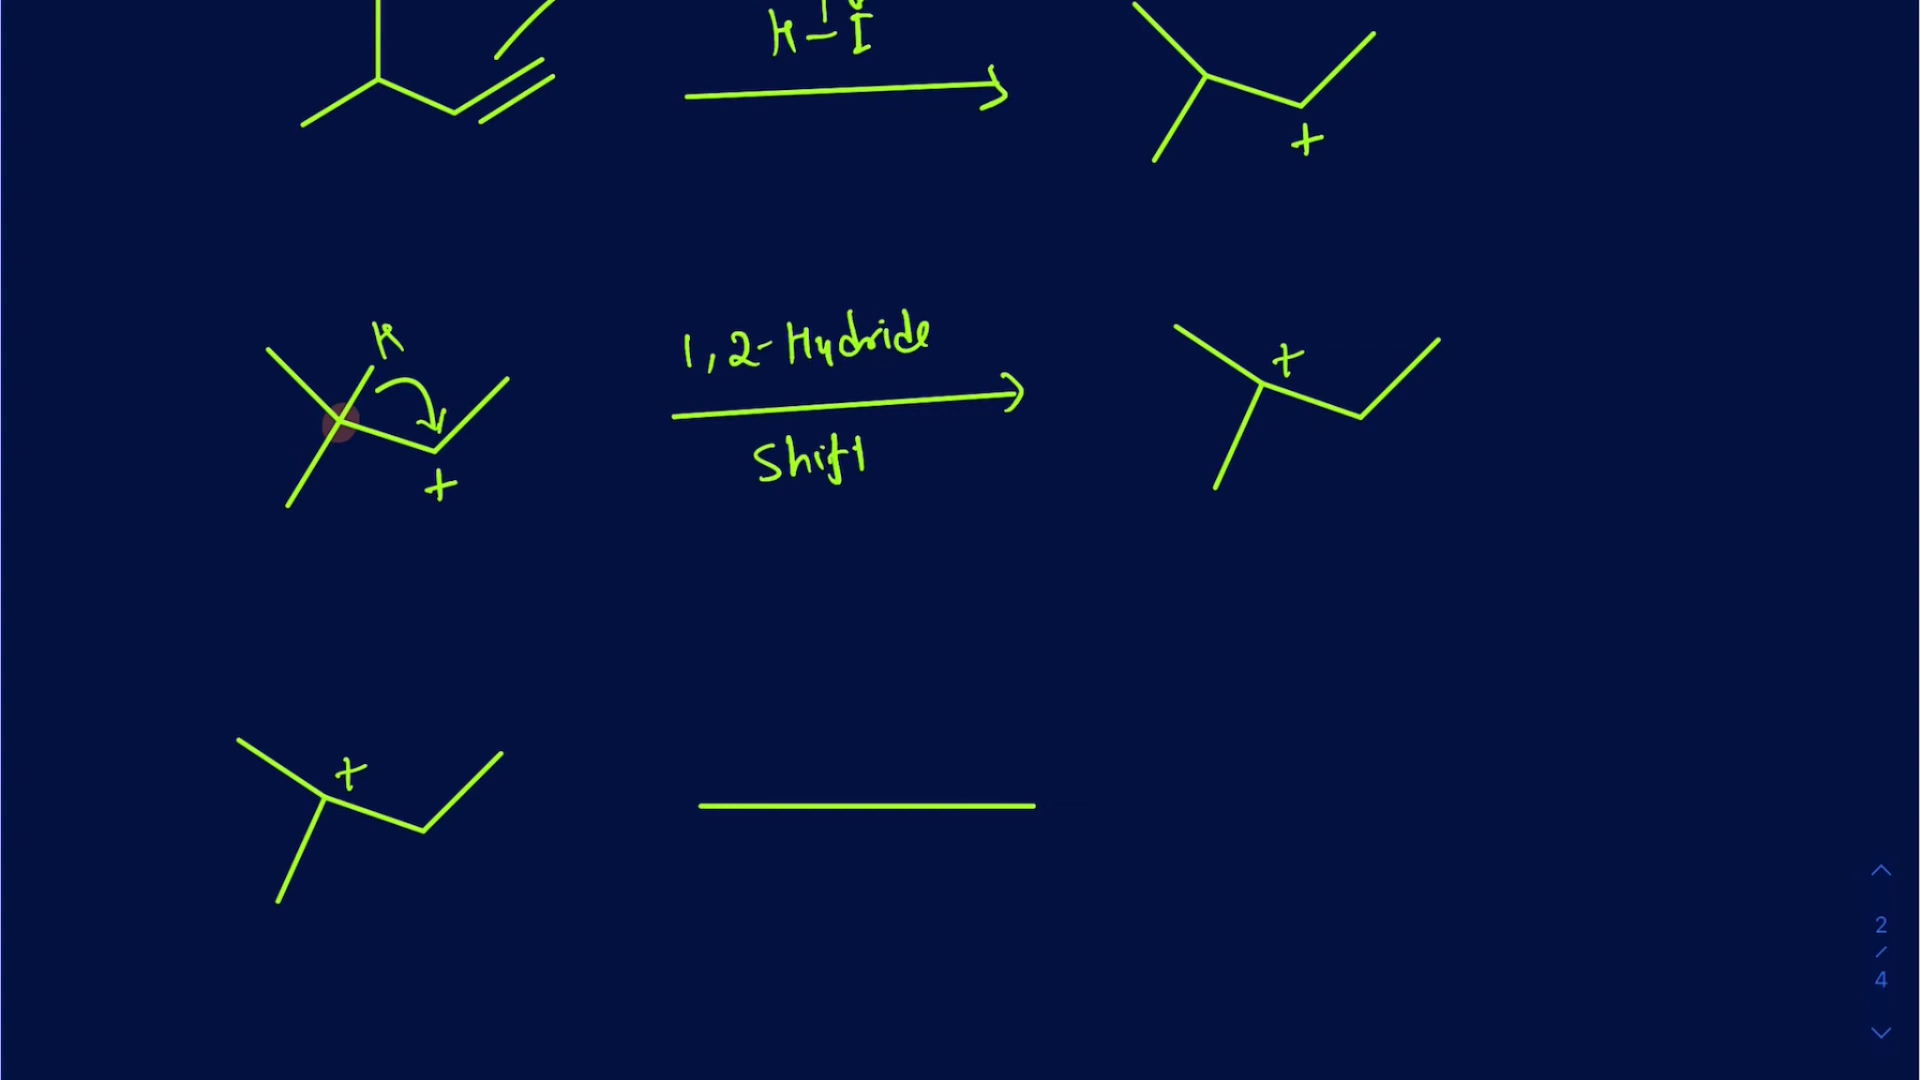 H-I
+
H
1,2-Hydride
+
Shift
+
+
2
/
4